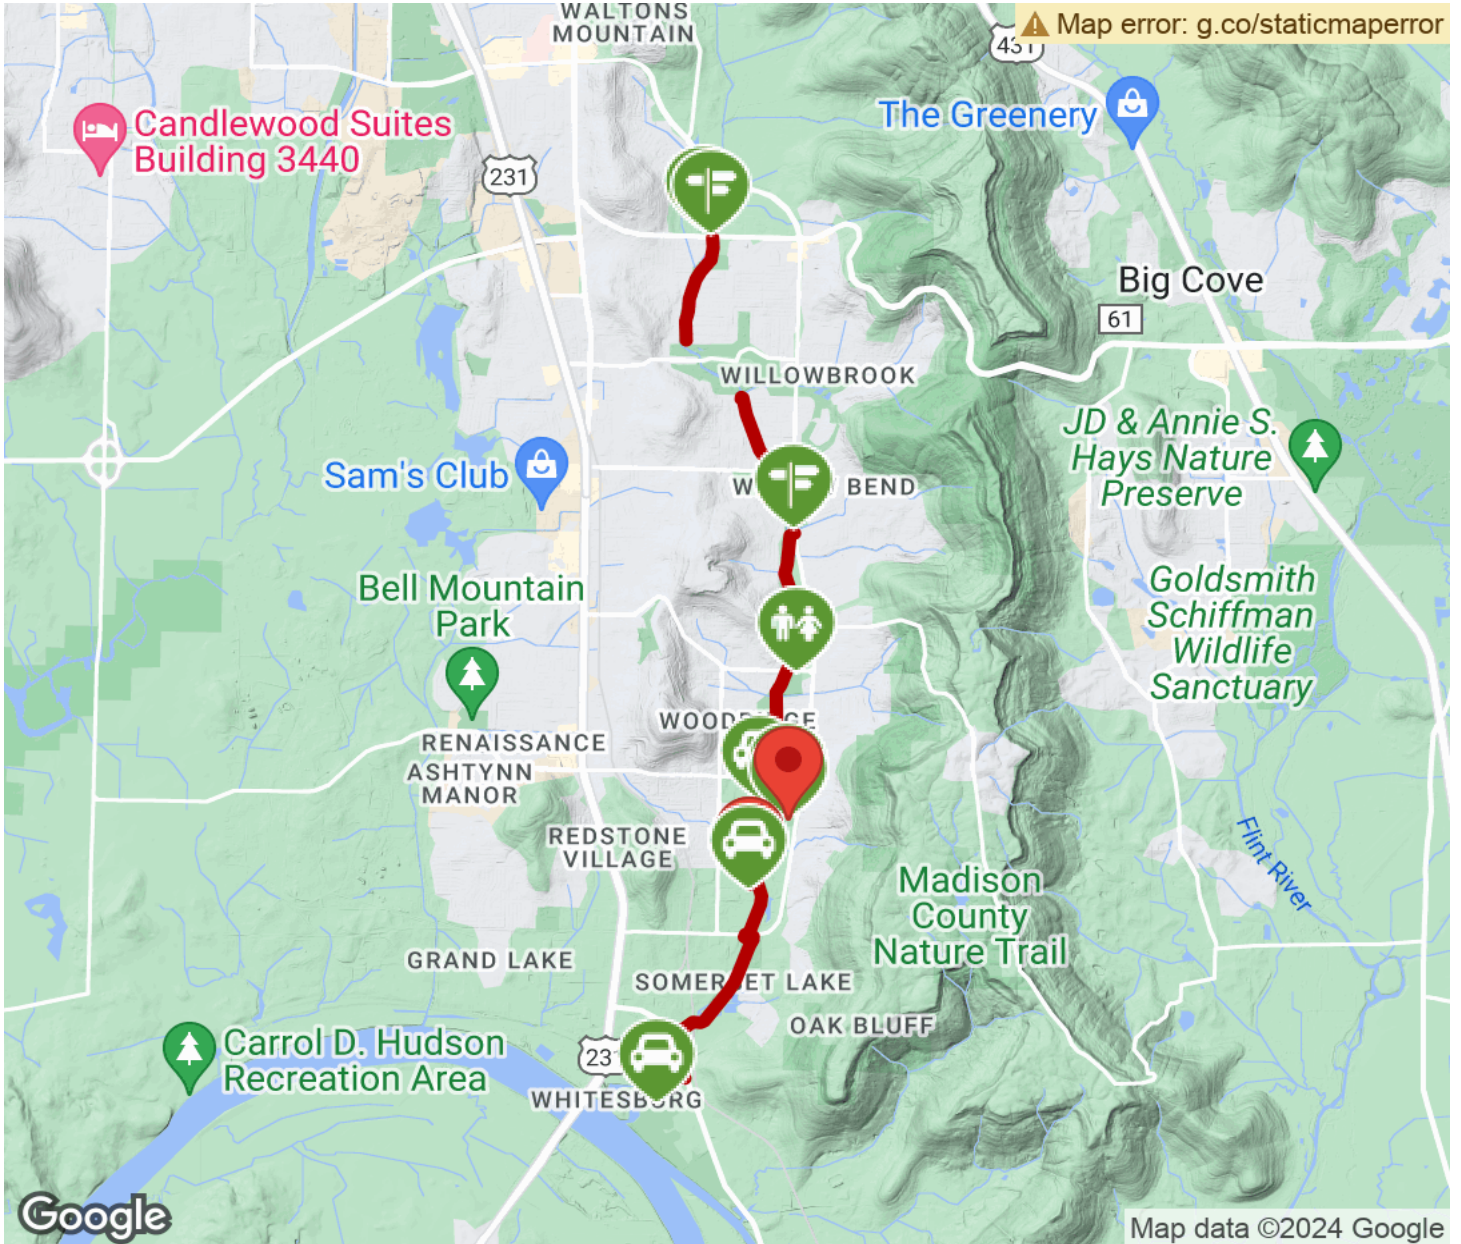 WALTONS
MOUNTAIN
Map error: g.co/staticmaperror
431
Candlewood Suites
Building 3440
The Greenery
231
Big Cove
61
WILLOWBROOK
JD & Annie S.
Hays Nature
Preserve
Sam's Club
BEND
Bell Mountain
Park
Goldsmith
Schiffman
Wildlife
Sanctuary
RENAISSANCE
ASHTYNN
MANOR
REDSTONE
VILLAGE
Flint River
Madison
County
Nature Trail
GRAND LAKE
SOMERSET LAKE
OAK BLUFF
Carrol D. Hudson
Recreation Area
23
WHITESBURG
Google
Map data ©2024 Google